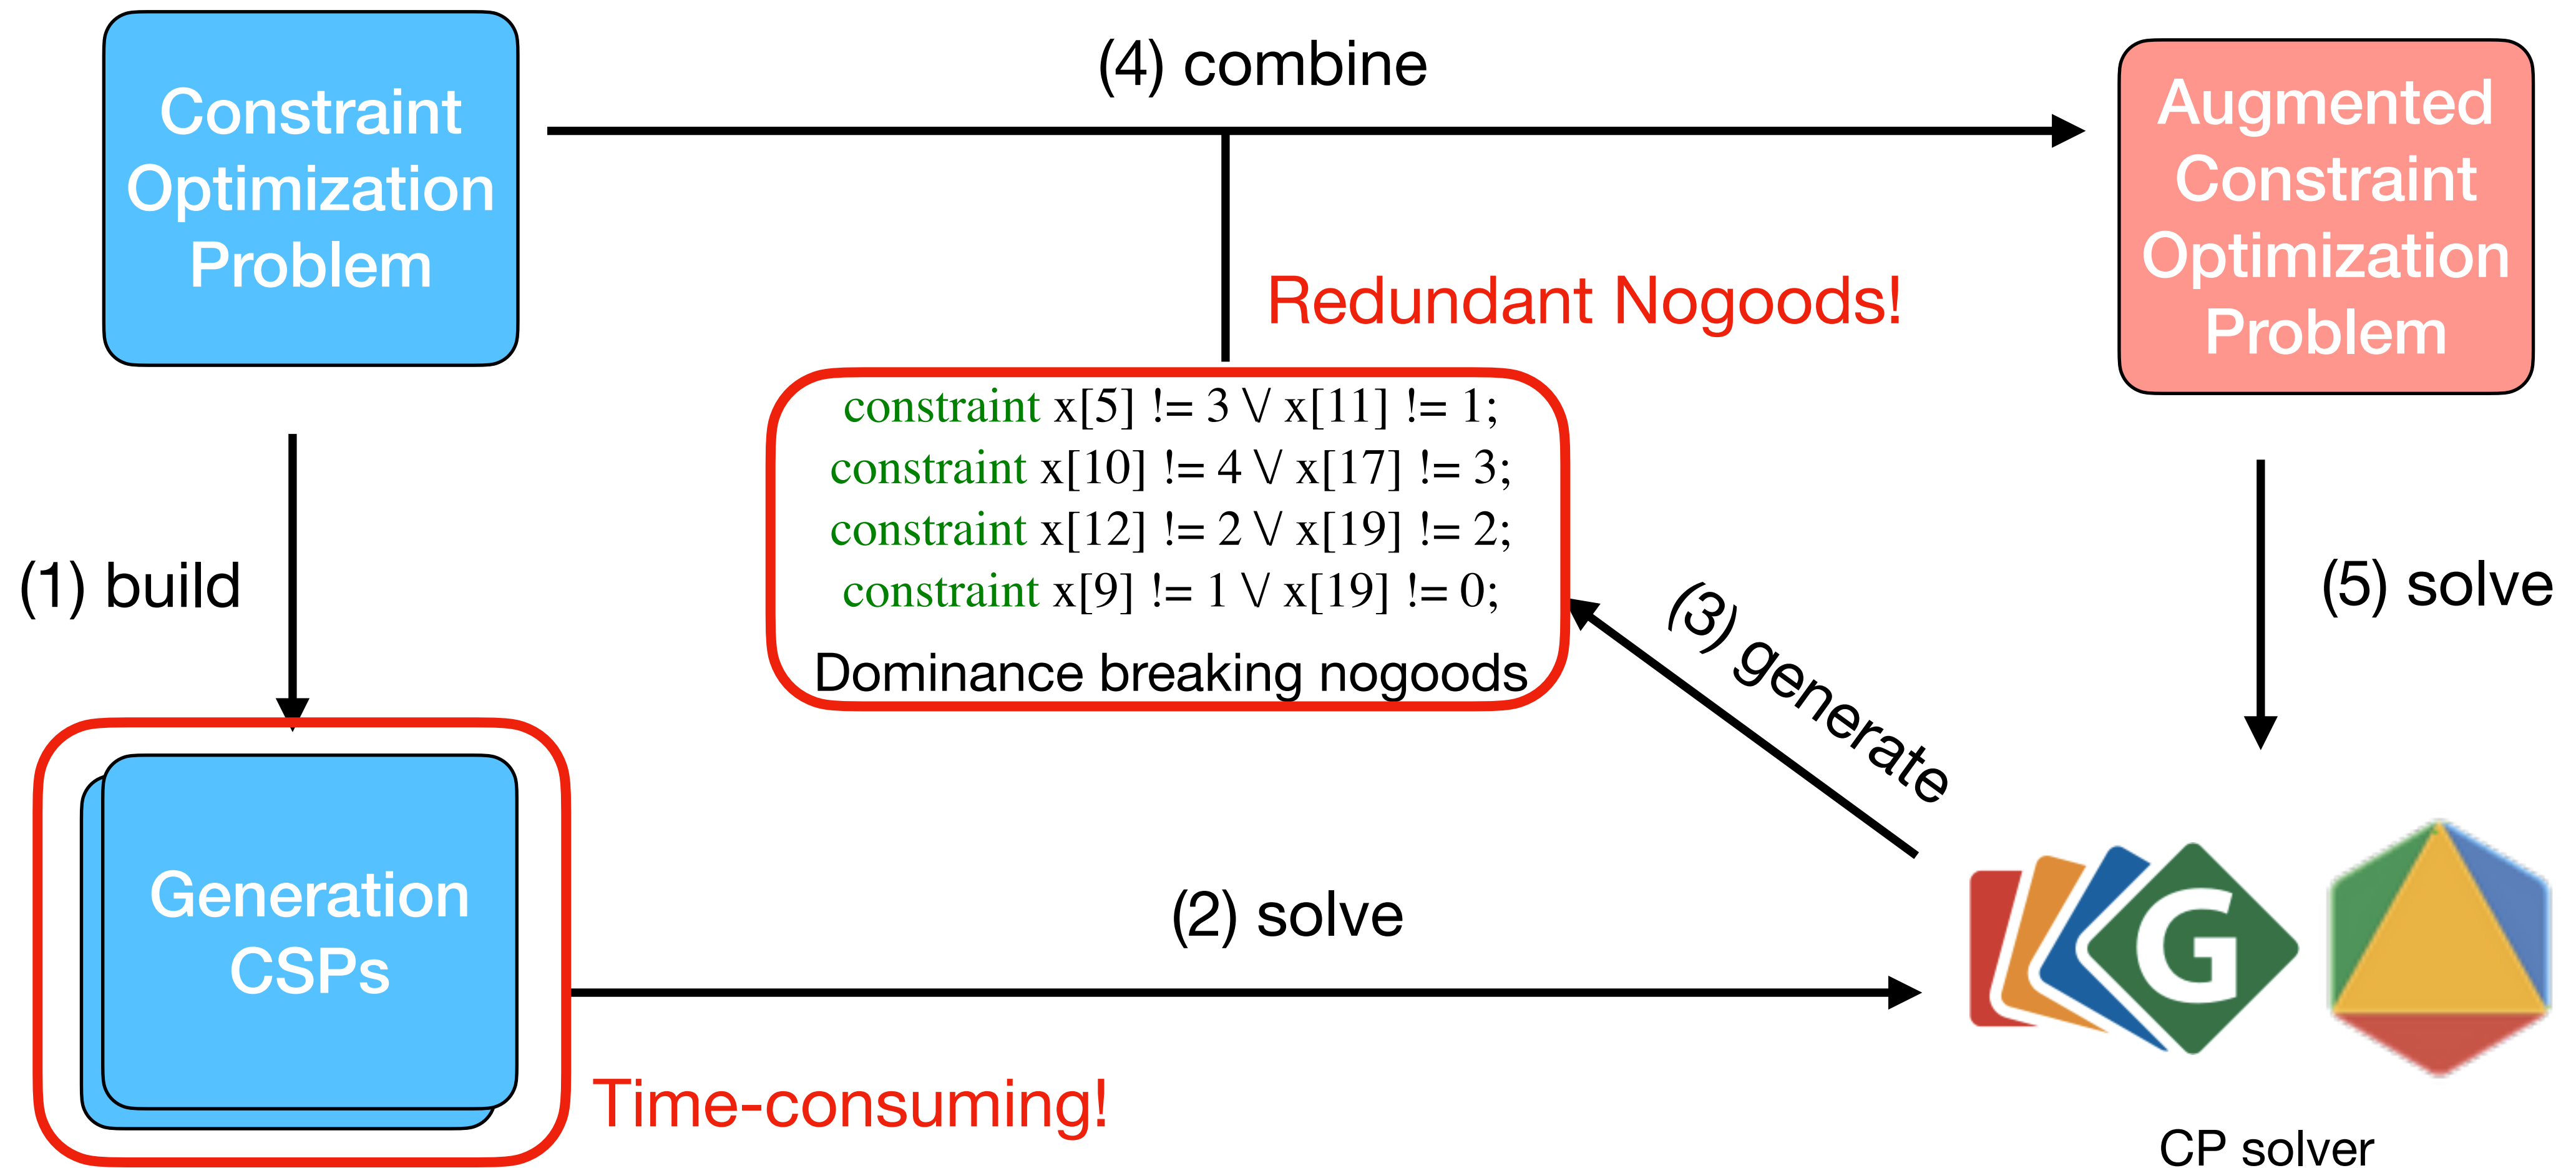 Constraint
Optimization
Problem
(4) combine
Augmented
Constraint
Optimization
Problem
Redundant Nogoods!
constraint x[5] != 3 \/ x[11] != 1;
constraint x[10] != 4 \/ x[17] != 3;
constraint x[12] != 2 \/ x[19] != 2;
constraint x[9] != 1 \/ x[19] != 0;
Dominance breaking nogoods
(1) build
(3) generate
(5) solve
Generation
CSPs
(2) solve
G
Time-consuming!
CP solver